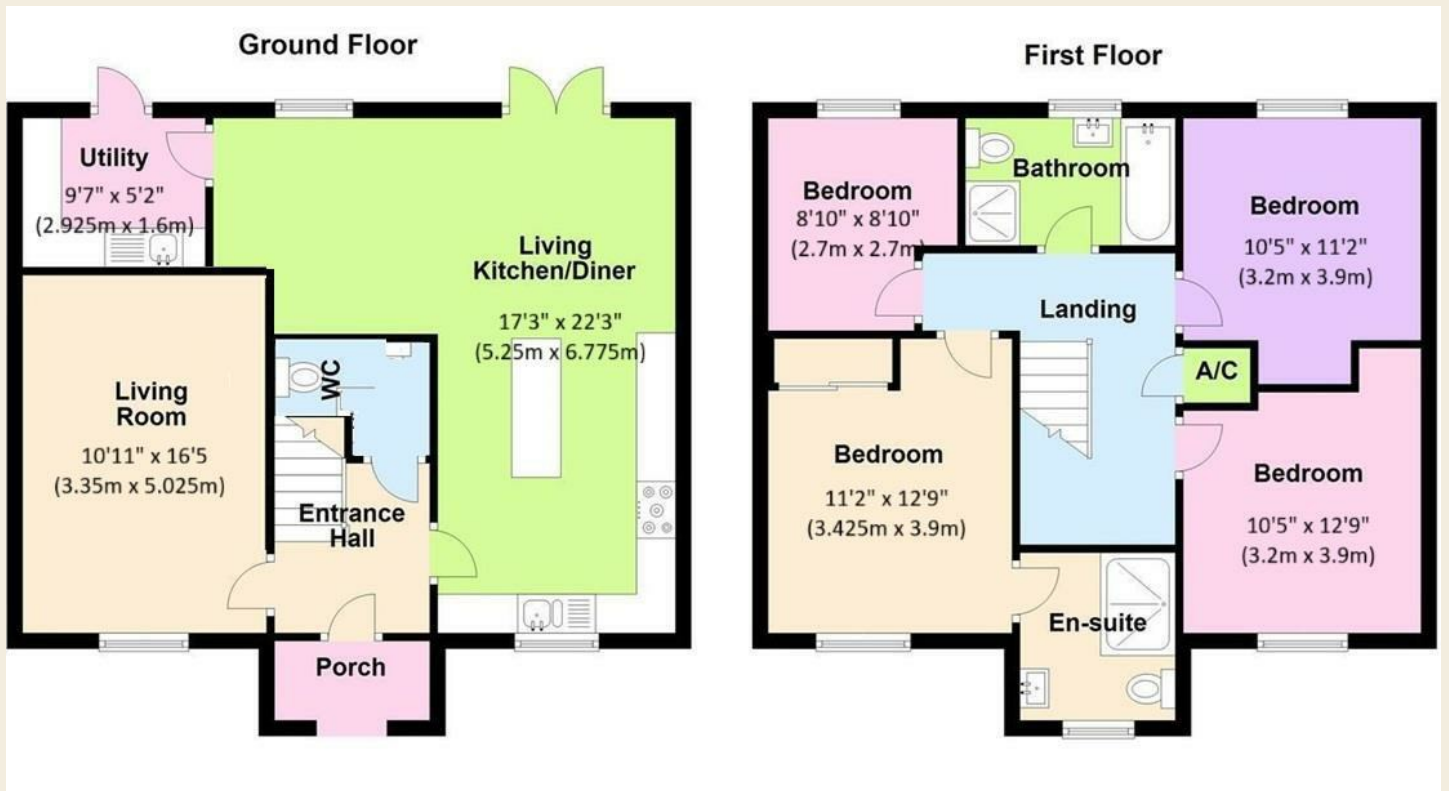 Ground Floor
Utility
9'7" x 5'2"
(2.925m x 1.6m)
Living
Kitchen/Diner
17'3" x 22'3"
(5.25m x 6.775m)
WC
Living
Room
10'11" x 16'5
(3.35m x 5.025m)
Entrance
Hall
Porch
First Floor
Bedroom
8'10" x 8'10"
(2.7m x 2.7m)
Bathroom
Bedroom
10'5" x 11'2"
(3.2m x 3.9m)
Landing
A/C
Bedroom
11'2" x 12'9"
(3.425m x 3.9m)
Bedroom
10'5" x 12'9"
(3.2m x 3.9m)
En-suite